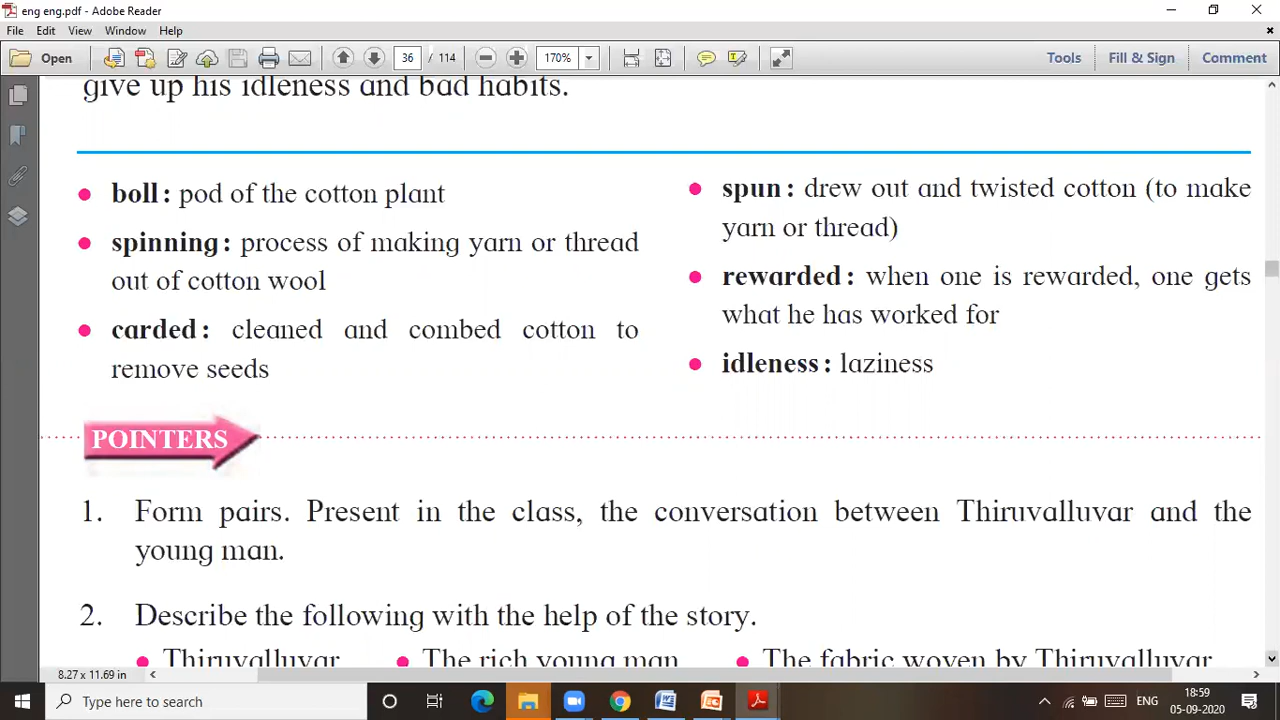 eng eng.pdf - Adobe Reader
File Edit View Window Help
Open 36 / 114 170% Tools Fill & Sign Comment
give up his idleness and bad habits.
boll : pod of the cotton plant
spinning : process of making yarn or thread
out of cotton wool
carded : cleaned and combed cotton to
remove seeds
spun : drew out and twisted cotton (to make
yarn or thread)
rewarded : when one is rewarded, one gets
what he has worked for
idleness : laziness
POINTERS
1. Form pairs. Present in the class, the conversation between Thiruvalluvar and the
young man.
2. Describe the following with the help of the story.
Thiruvalluvar The rich young man The fabric woven by Thiruvalluvar
8.27 x 11.69 in
Type here to search
ENG
18:59
05-09-2020